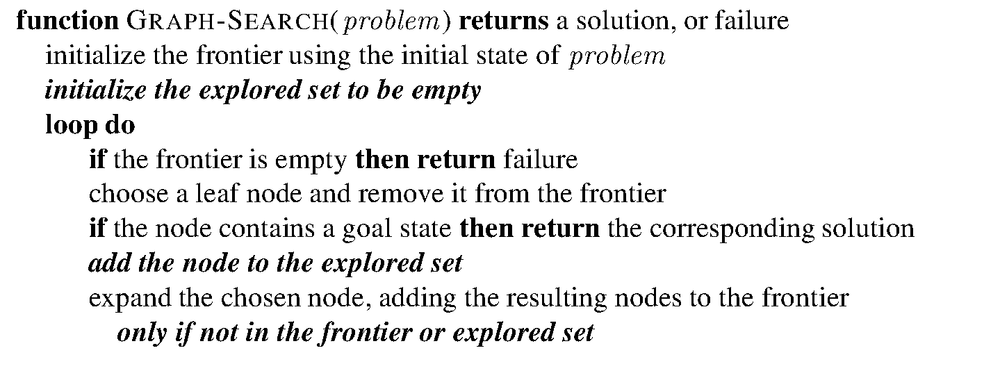 function GRAPH-SEARCH(problem) returns a solution, or failure
initialize the frontier using the initial state of problem
initialize the explored set to be empty
loop do
if the frontier is empty then return failure
choose a leaf node and remove it from the frontier
if the node contains a goal state then return the corresponding solution
add the node to the explored set
expand the chosen node, adding the resulting nodes to the frontier
only if not in the frontier or explored set